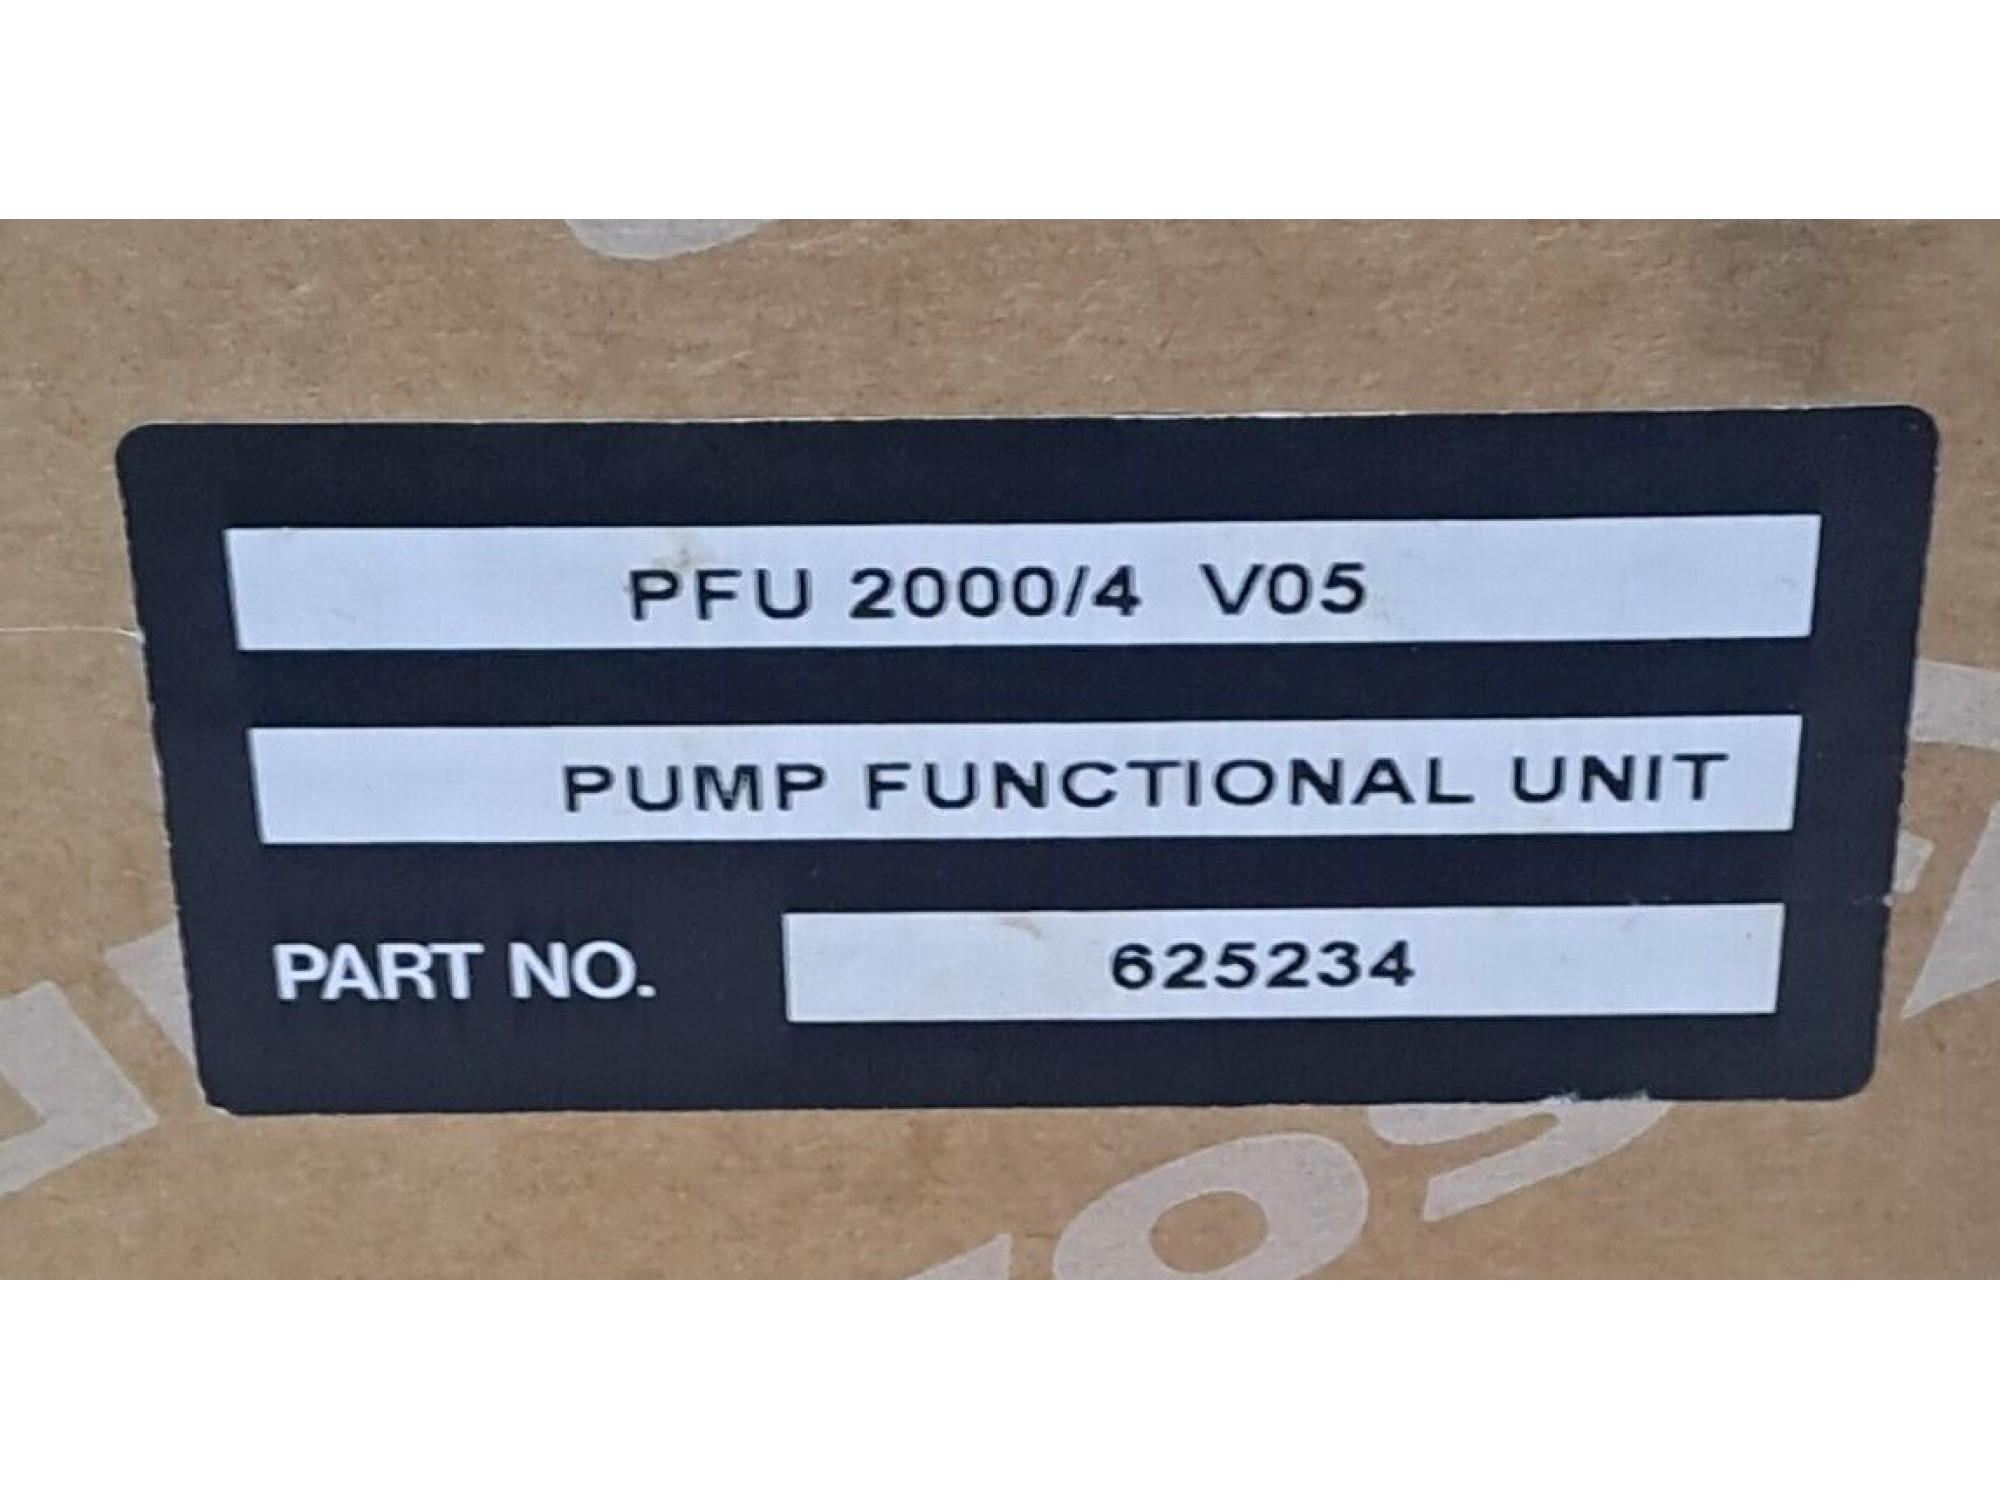 PFU 2000/4 V05
PUMP FUNCTIONAL UNIT
PART NO. 625234